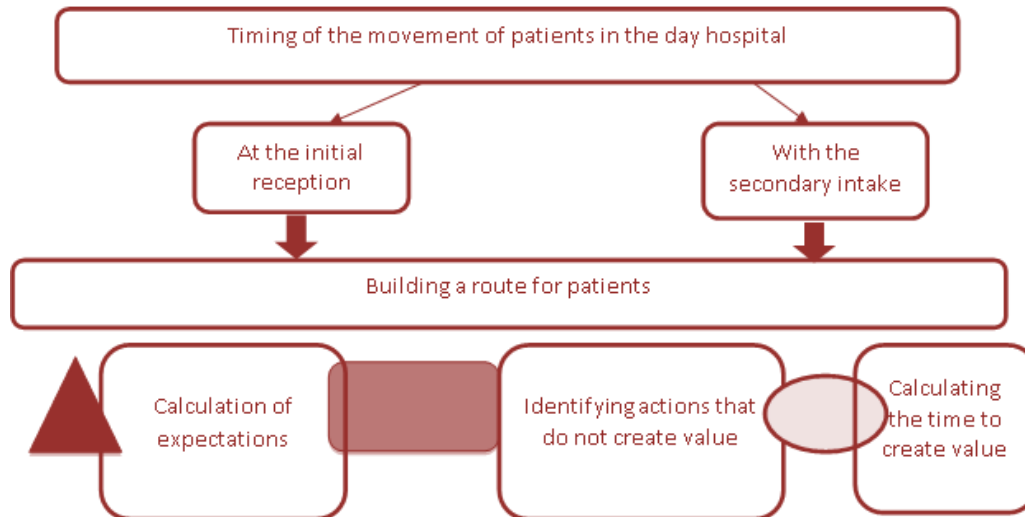 Timing of the movement of patients in the day hospital
At the initial
reception
With the
secondary intake
Building a route for patients
Calculation of
expectations
Identifying actions that
do not create value
Calculating
the time to
create value